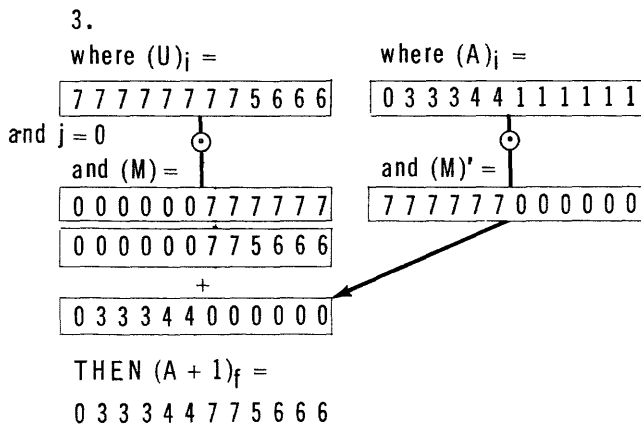 3.
where (U)i =
7 7 7 7 7 7 7 7 5 6 6 6
and j = 0
and (M) =
0 0 0 0 0 0 7 7 7 7 7 7
0 0 0 0 0 0 7 7 5 6 6 6
+
0 3 3 3 4 4 0 0 0 0 0 0
THEN (A + 1)f =
0 3 3 3 4 4 7 7 5 6 6 6
where (A)i =
0 3 3 3 4 4 1 1 1 1 1 1
and (M)' =
7 7 7 7 7 7 0 0 0 0 0 0